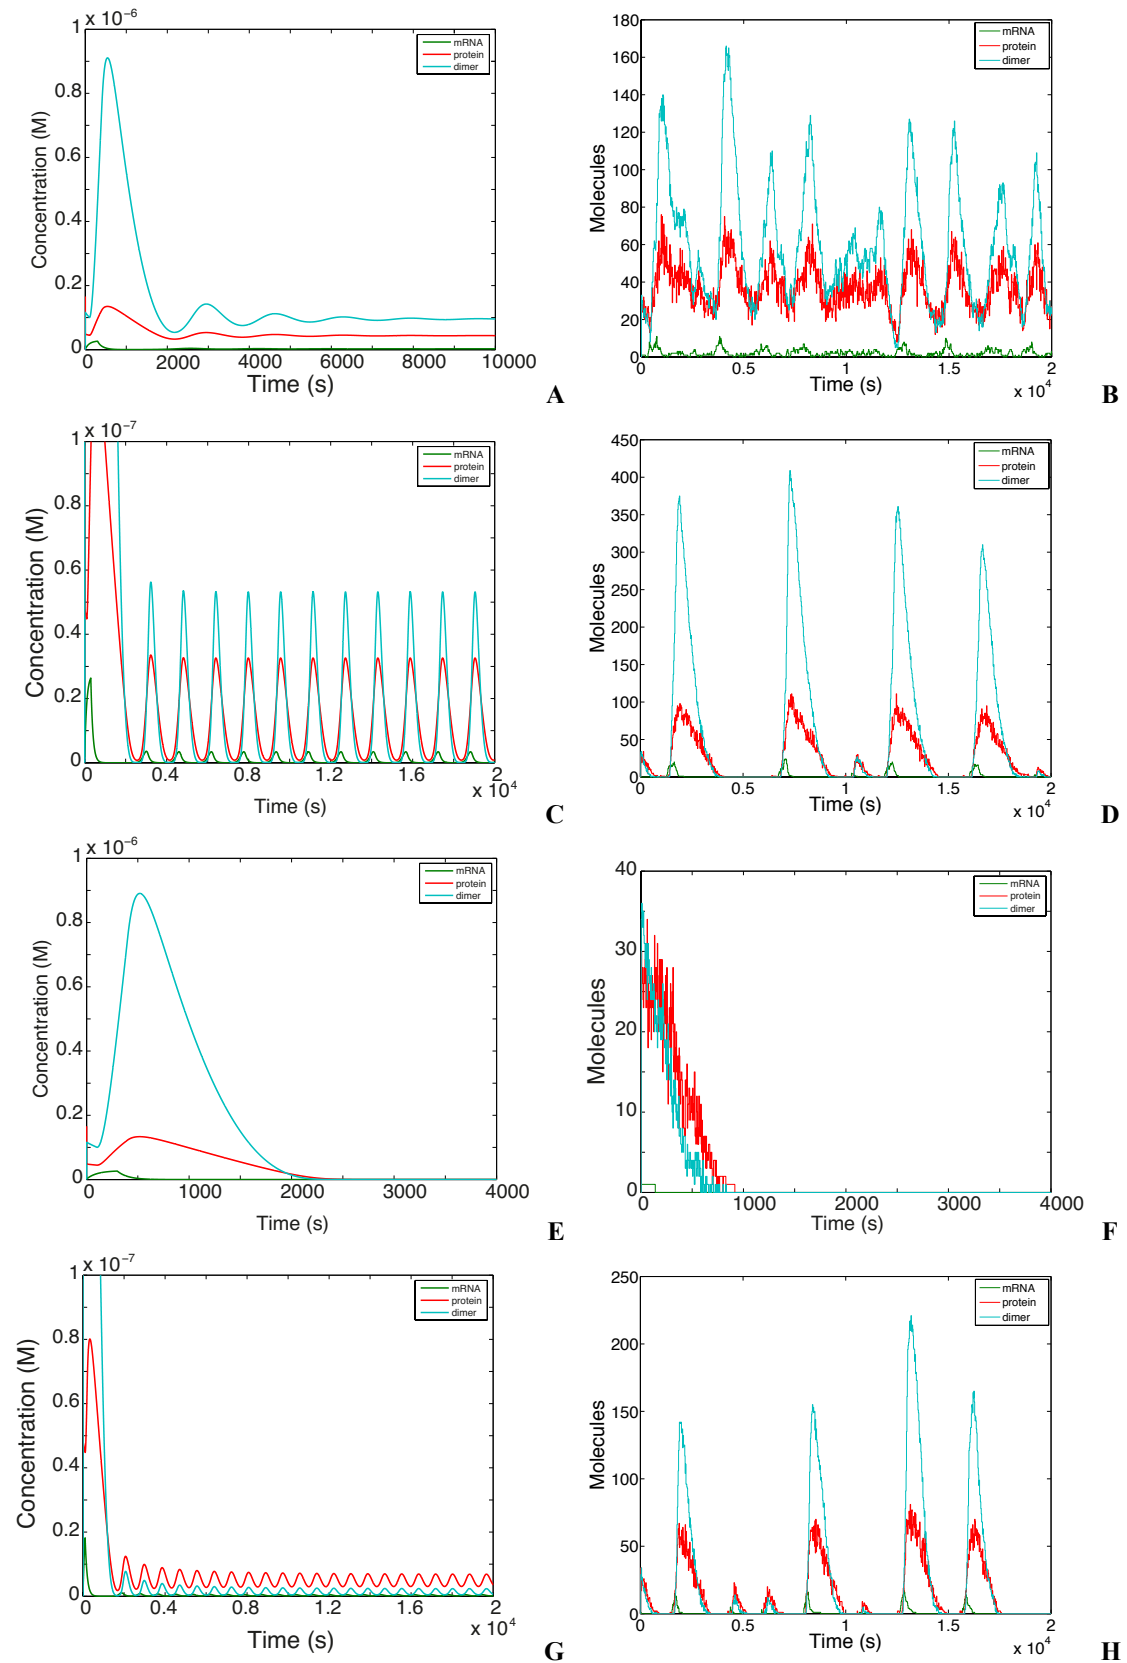 1 x 10⁻⁶
mRNA
protein
dimer
Concentration (M)
0.8
0.6
0.4
0.2
0
0 2000 4000 6000 8000 10000
Time (s)
A
180
160
140
120
100
80
60
40
20
0
Molecules
mRNA
protein
dimer
0 0.5 1 1.5 2
x 10⁴
Time (s)
B
1 x 10⁻⁷
mRNA
protein
dimer
Concentration (M)
0.8
0.6
0.4
0.2
0
0 0.4 0.8 1.2 1.6 2
x 10⁴
Time (s)
C
450
400
350
300
250
200
150
100
50
0
Molecules
mRNA
protein
dimer
0 0.5 1 1.5 2
x 10⁴
Time (s)
D
1 x 10⁻⁶
mRNA
protein
dimer
Concentration (M)
0.8
0.6
0.4
0.2
0
0 1000 2000 3000 4000
Time (s)
E
40
30
20
10
0
Molecules
mRNA
protein
dimer
0 1000 2000 3000 4000
Time (s)
F
1 x 10⁻⁷
mRNA
protein
dimer
Concentration (M)
0.8
0.6
0.4
0.2
0
0 0.4 0.8 1.2 1.6 2
x 10⁴
Time (s)
G
250
200
150
100
50
0
Molecules
mRNA
protein
dimer
0 0.5 1 1.5 2
x 10⁴
Time (s)
H